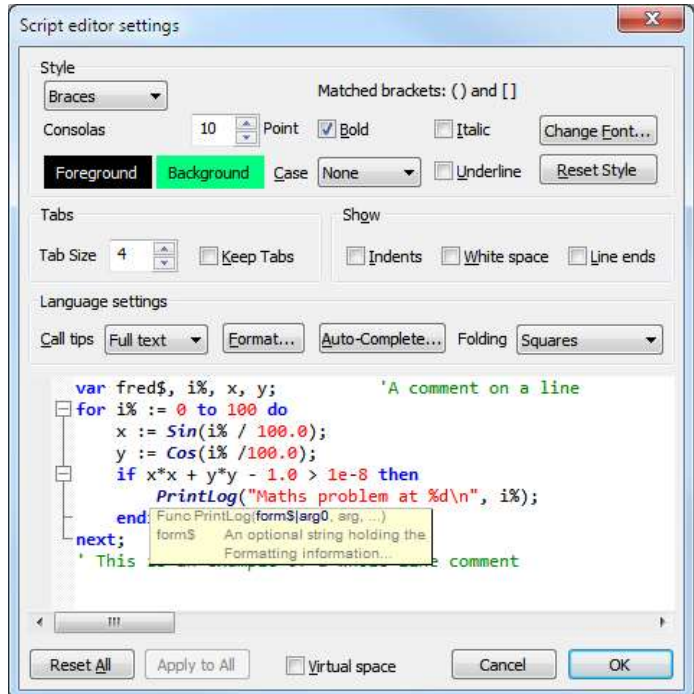 Script editor settings
Style
Braces
Matched brackets: ( ) and [ ]
Consolas 10 Point Bold Italic Change Font...
Foreground Background Case None Underline Reset Style
Tabs Show
Tab Size 4 Keep Tabs Indents White space Line ends
Language settings
Call tips Full text Format... Auto-Complete... Folding Squares
var fred$, i%, x, y; 'A comment on a line
for i% := 0 to 100 do
x := Sin(i% / 100.0);
y := Cos(i% /100.0);
if x*x + y*y - 1.0 > 1e-8 then
PrintLog("Maths problem at %d\n", i%);
end
Func PrintLog(form$|arg0, arg, ...)
form$ An optional string holding the
Formatting information...
next;
' This comment
Reset All Apply to All Virtual space Cancel OK